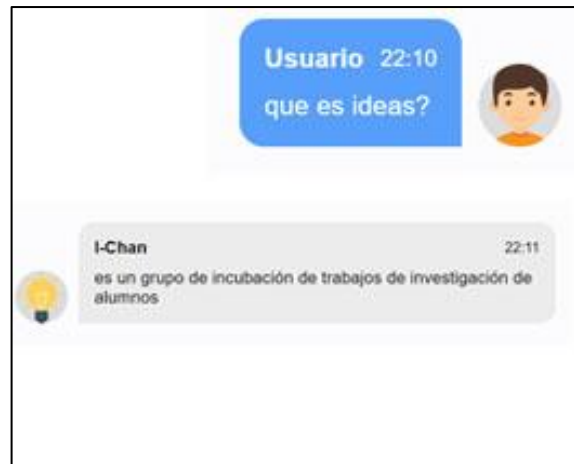 Usuario 22:10
que es ideas?
I-Chan 22:11
es un grupo de incubación de trabajos de investigación de
alumnos